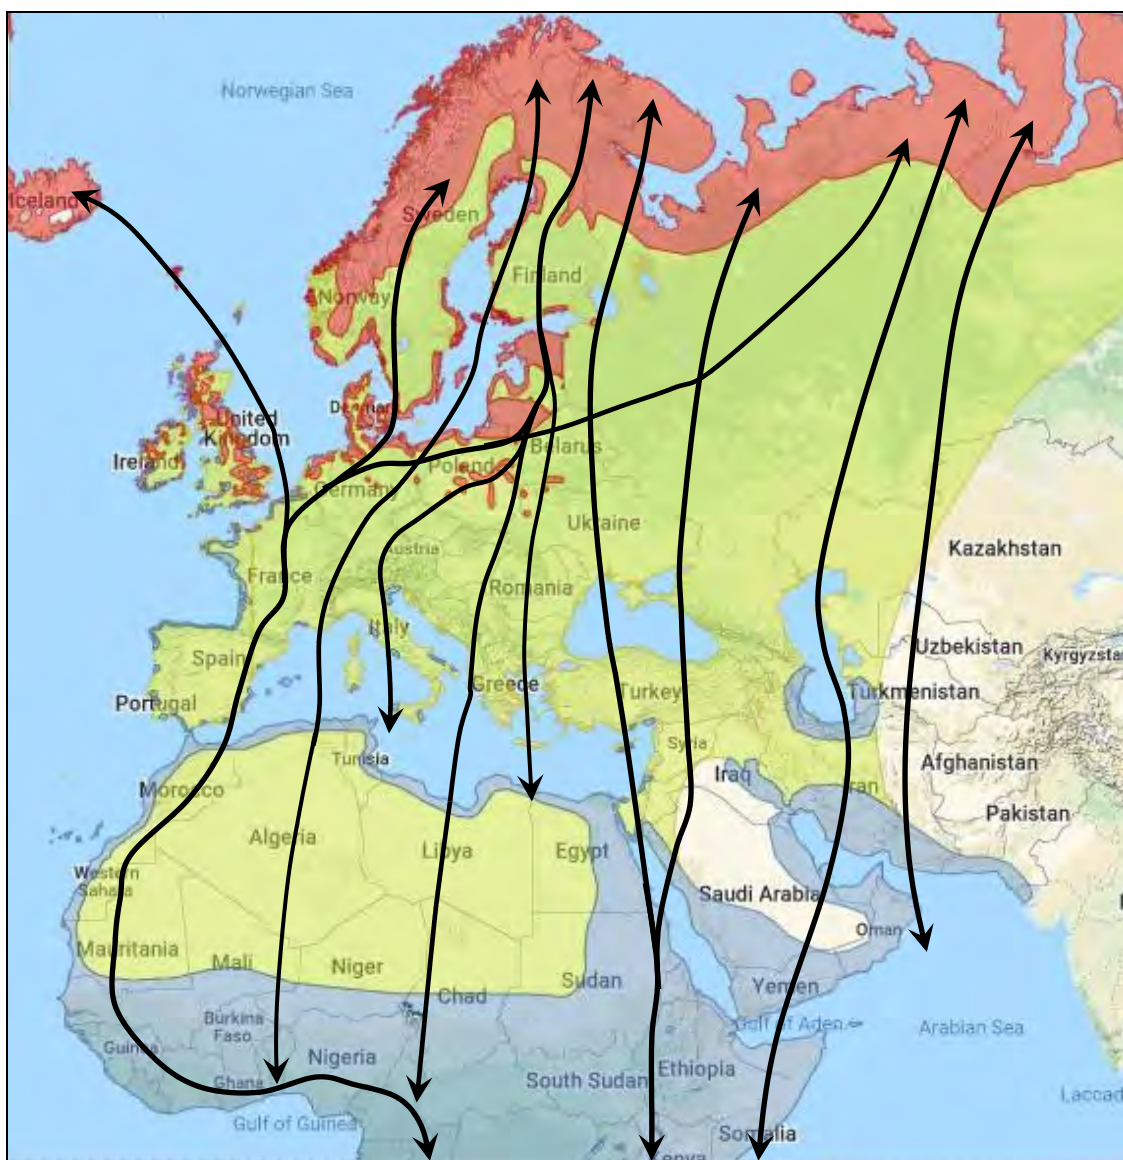 Norwegian Sea
Iceland
Sweden
Finland
Norway
United
Kingdom
Ireland
Belarus
Poland
Germany
Ukraine
Austria
Kazakhstan
France
Romania
Italy
Uzbekistan
Spain
Greece
Turkey
Turkmenistan
Portugal
Syria
Tunisia
Iraq
Afghanistan
Morocco
Iran
Pakistan
Algeria
Libya
Egypt
Western
Sahara
Saudi Arabia
Oman
Mauritania
Mali
Niger
Sudan
Yemen
Chad
Burkina
Faso
Gulf of Aden
Arabian Sea
Guinea
Nigeria
Ethiopia
South Sudan
Ghana
Laccad
Gulf of Guinea
Somalia
Kenya